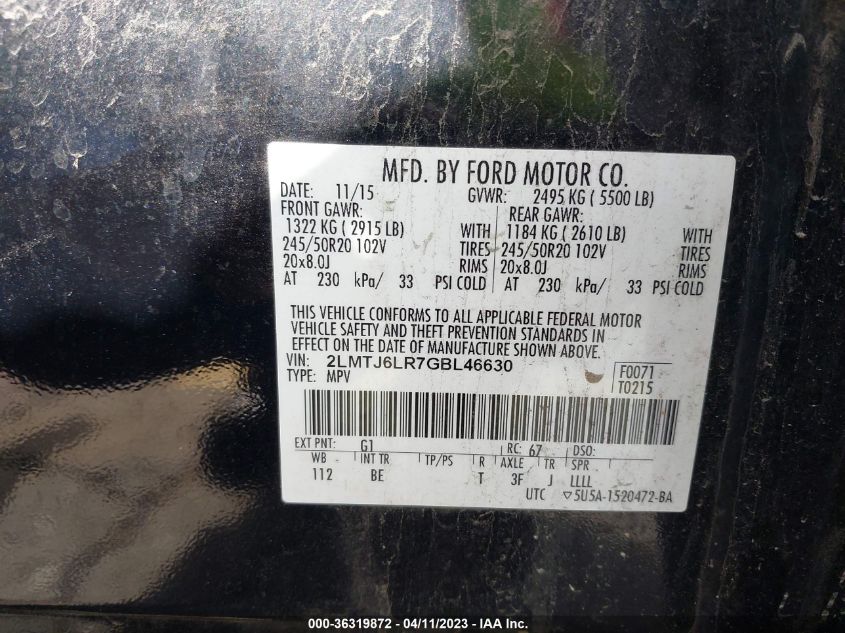 MFD. BY FORD MOTOR CO.
DATE: 11/15 GVWR: 2495 KG ( 5500 LB)
FRONT GAWR: REAR GAWR:
1322 KG ( 2915 LB) WITH 1184 KG ( 2610 LB) WITH
245/50R20 102V TIRES 245/50R20 102V TIRES
20x8.0J RIMS 20x8.0J RIMS
AT 230 kPa/ 33 PSI COLD AT 230 kPa/ 33 PSI COLD
THIS VEHICLE CONFORMS TO ALL APPLICABLE FEDERAL MOTOR
VEHICLE SAFETY AND THEFT PREVENTION STANDARDS IN
EFFECT ON THE DATE OF MANUFACTURE SHOWN ABOVE.
VIN: 2LMTJ6LR7GBL46630 F0071
TYPE: MPV T0215
EXT PNT: G1 RC: 67 DSO:
WB INT TR TP/PS R AXLE TR SPR
112 BE T 3F J LLLL
UTC ▽5U5A-1520472-BA
000-36319872 - 04/11/2023 - IAA Inc.